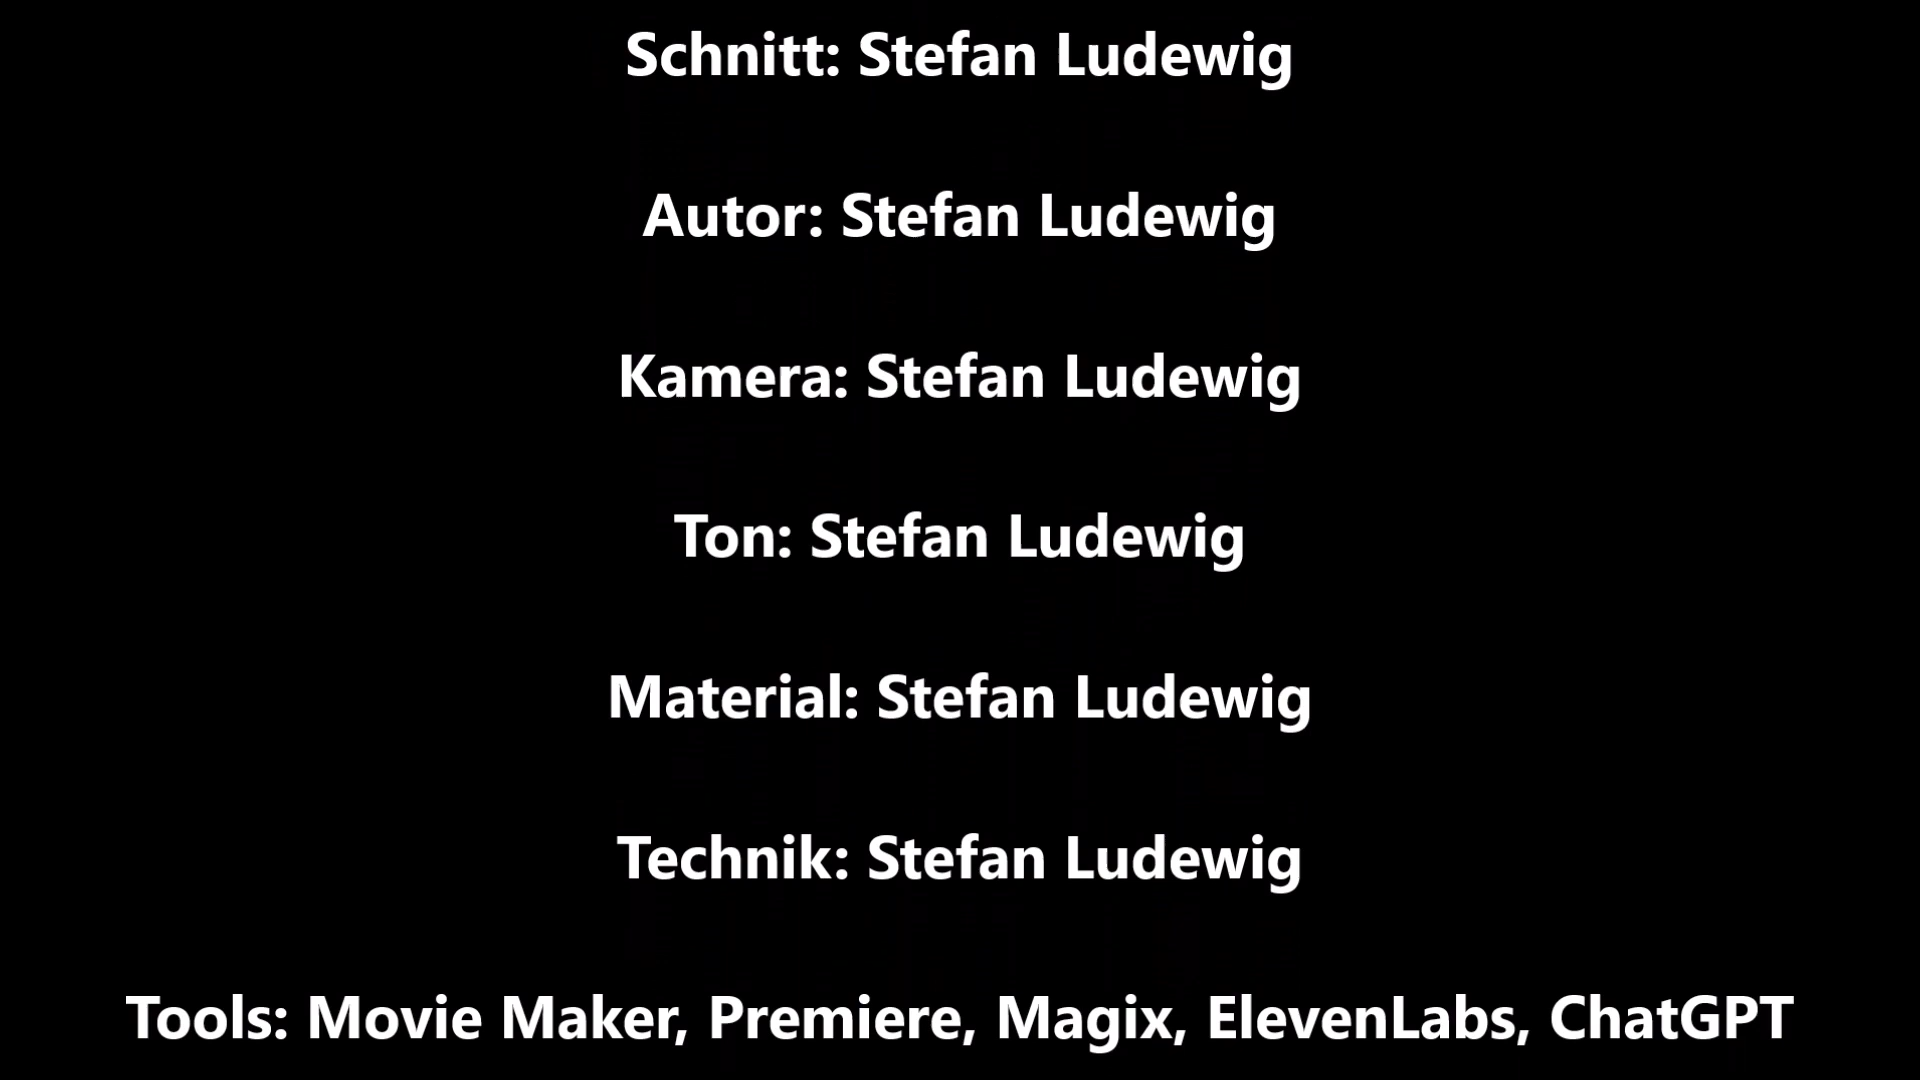 Schnitt: Stefan Ludewig
Autor: Stefan Ludewig
Kamera: Stefan Ludewig
Ton: Stefan Ludewig
Material: Stefan Ludewig
Technik: Stefan Ludewig
Tools: Movie Maker, Premiere, Magix, ElevenLabs, ChatGPT